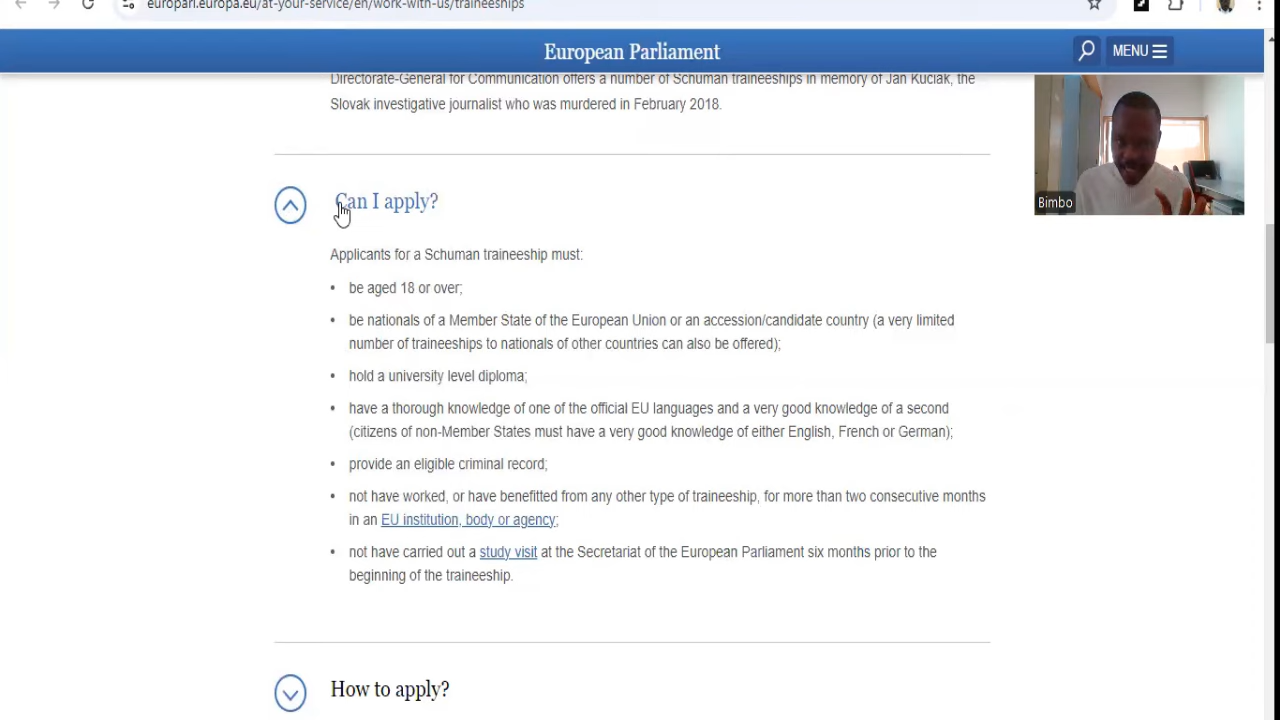 europarl.europa.eu/at-your-service/en/work-with-us/traineeships
European Parliament
MENU
Directorate-General for Communication offers a number of Schuman traineeships in memory of Ján Kuciak, the
Slovak investigative journalist who was murdered in February 2018.
Bimbo
Can I apply?
Applicants for a Schuman traineeship must:
• be aged 18 or over;
• be nationals of a Member State of the European Union or an accession/candidate country (a very limited
number of traineeships to nationals of other countries can also be offered);
• hold a university level diploma;
• have a thorough knowledge of one of the official EU languages and a very good knowledge of a second
(citizens of non-Member States must have a very good knowledge of either English, French or German);
• provide an eligible criminal record;
• not have worked, or have benefitted from any other type of traineeship, for more than two consecutive months
in an EU institution, body or agency;
• not have carried out a study visit at the Secretariat of the European Parliament six months prior to the
beginning of the traineeship.
How to apply?